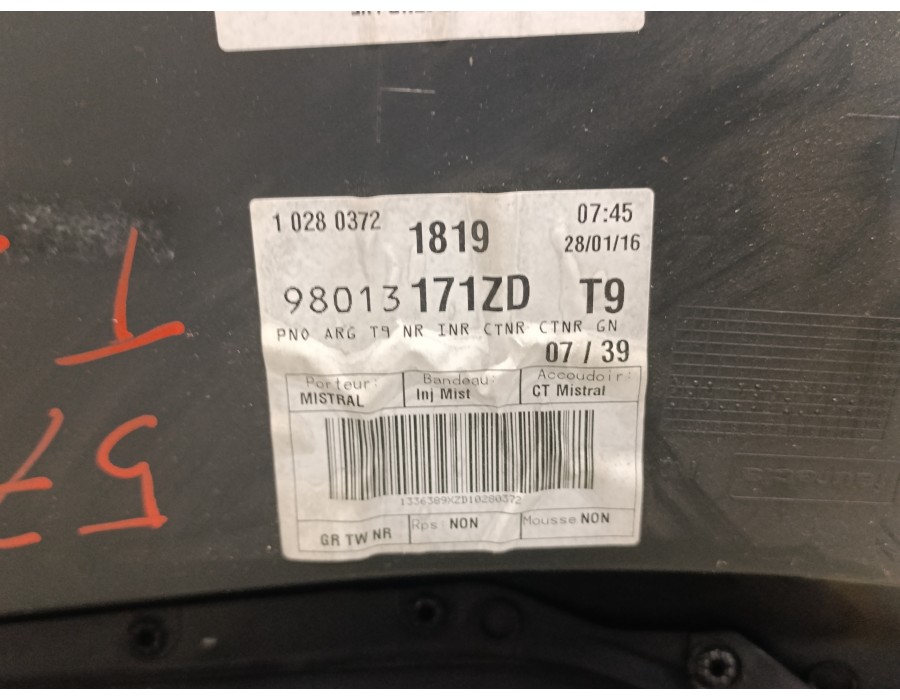 1 028 0372
1819
07:45
28/01/16
98013171ZD T9
PNO ARG T9 NR INR CTNR CTNR GN
07 / 39
Porteur: Bandeau: Accoudoir:
MISTRAL Inj Mist CT Mistral
1336389XZD10280372
GR TW NR Rps: NON Mousse NON